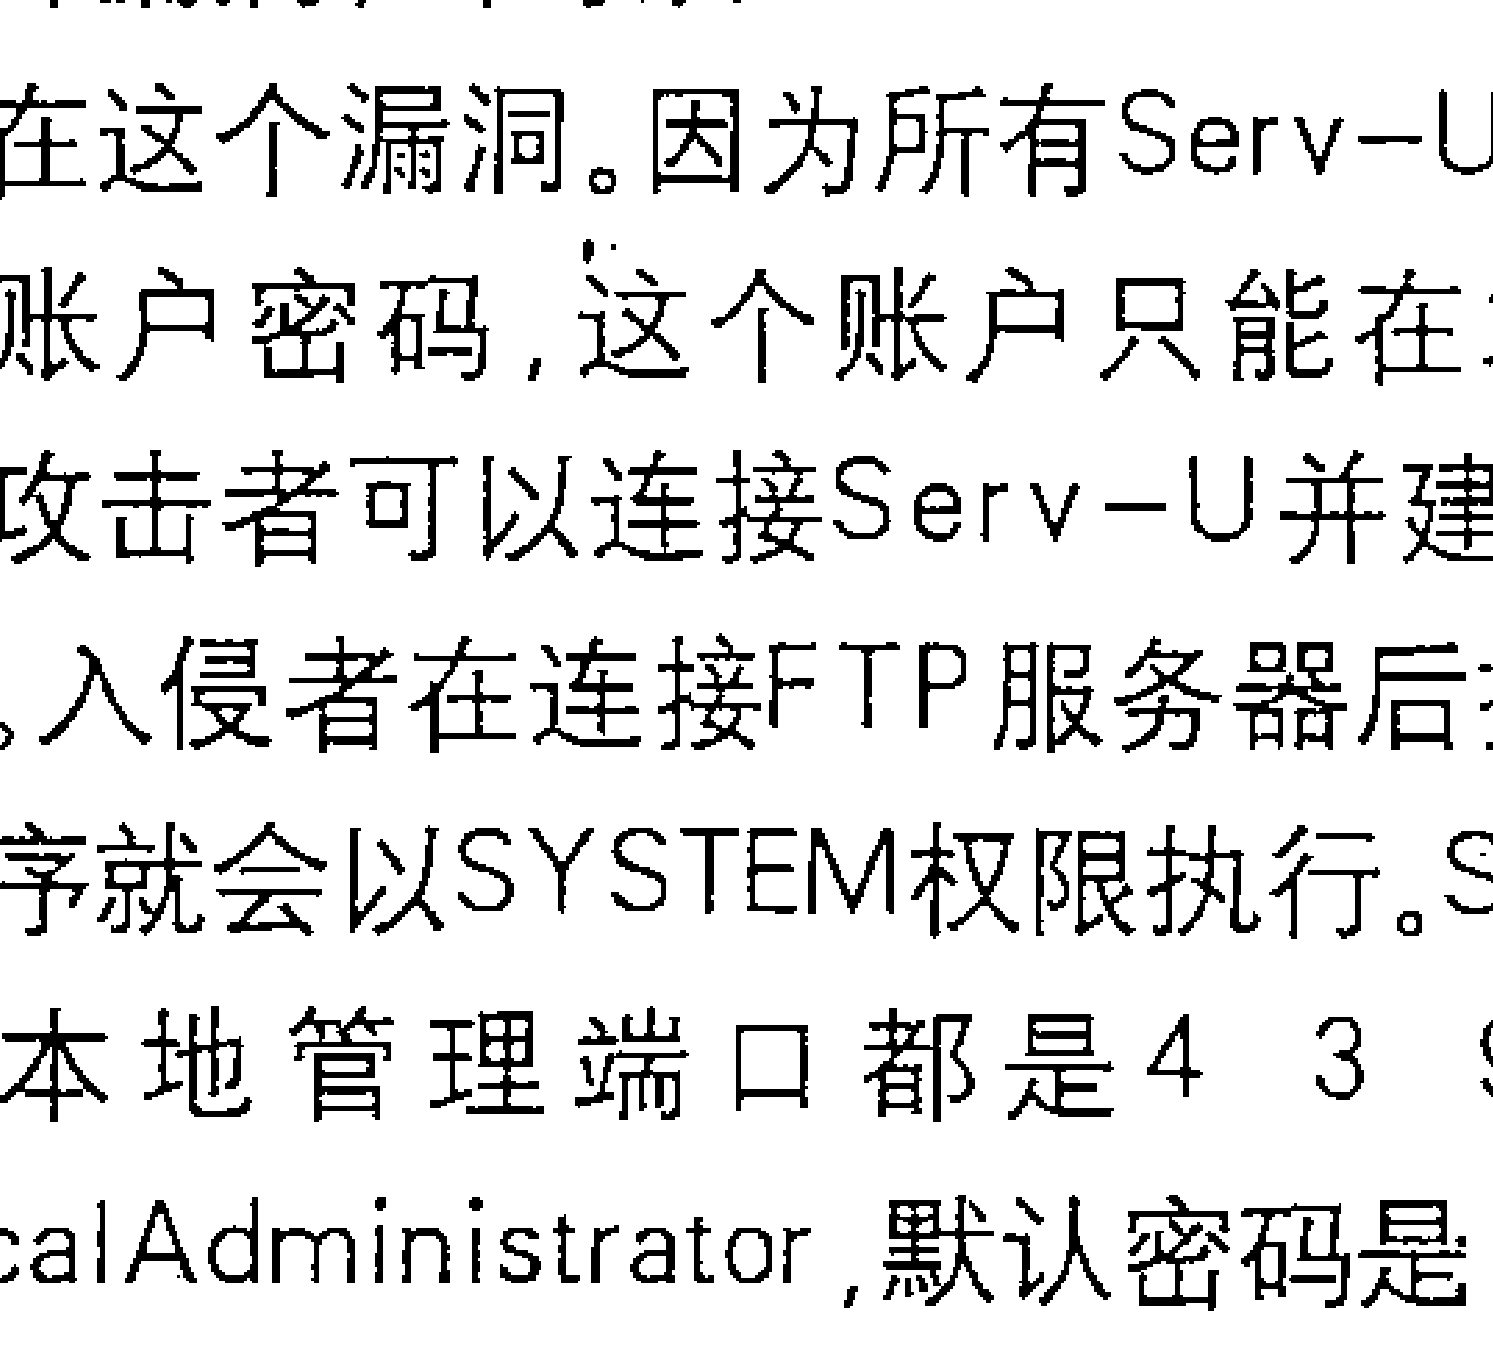 在这个漏洞。因为所有Serv-U
账户密码,这个账户只能在
攻击者可以连接Serv-U并建
。入侵者在连接FTP服务器后
序就会以SYSTEM权限执行。S
本地管理端口都是4 3
calAdministrator,默认密码是